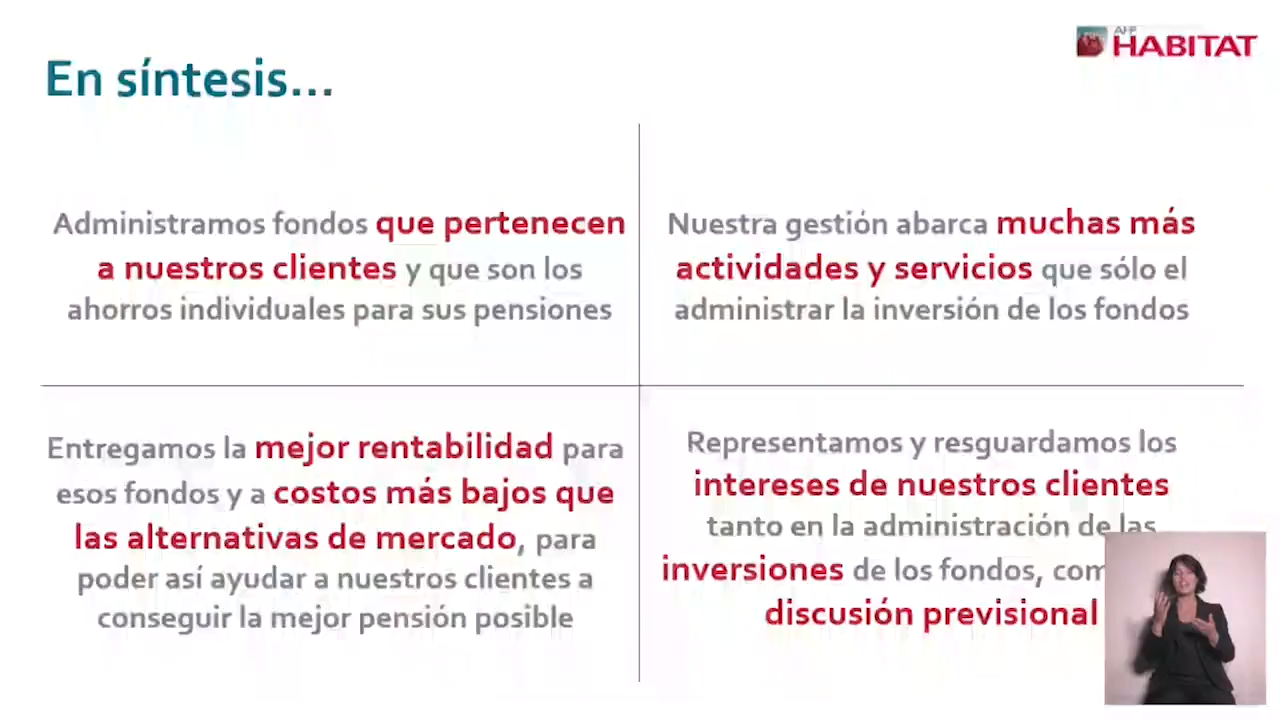 AFP
HABITAT
En síntesis...
Administramos fondos que pertenecen
a nuestros clientes y que son los
ahorros individuales para sus pensiones
Nuestra gestión abarca muchas más
actividades y servicios que sólo el
administrar la inversión de los fondos
Entregamos la mejor rentabilidad para
esos fondos y a costos más bajos que
las alternativas de mercado, para
poder así ayudar a nuestros clientes a
conseguir la mejor pensión posible
Representamos y resguardamos los
intereses de nuestros clientes
tanto en la administración de las
inversiones de los fondos,
discusión previsional